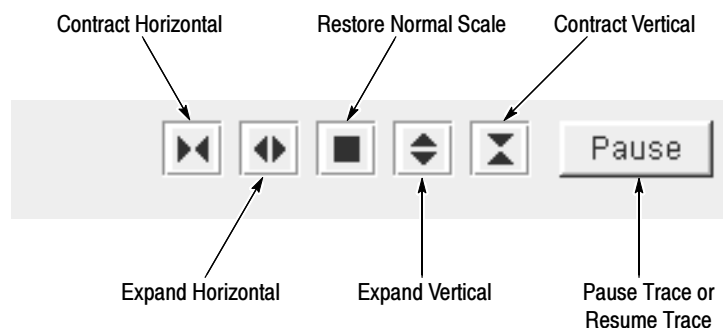 Contract Horizontal
Restore Normal Scale
Contract Vertical
Pause
Expand Horizontal
Expand Vertical
Pause Trace or
Resume Trace